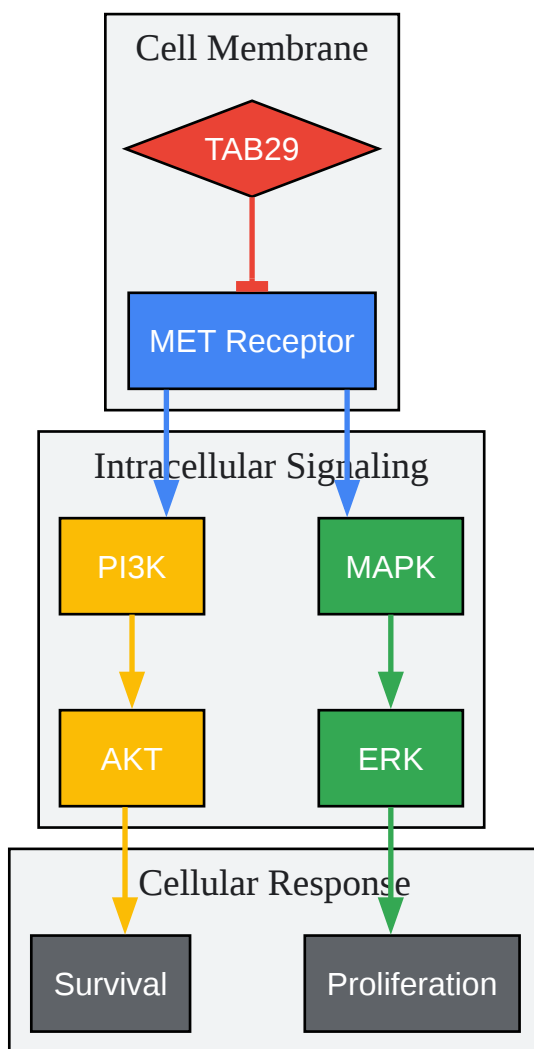 Cell Membrane
TAB29
MET Receptor
Intracellular Signaling
PI3K
MAPK
AKT
ERK
Cellular Response
Survival
Proliferation